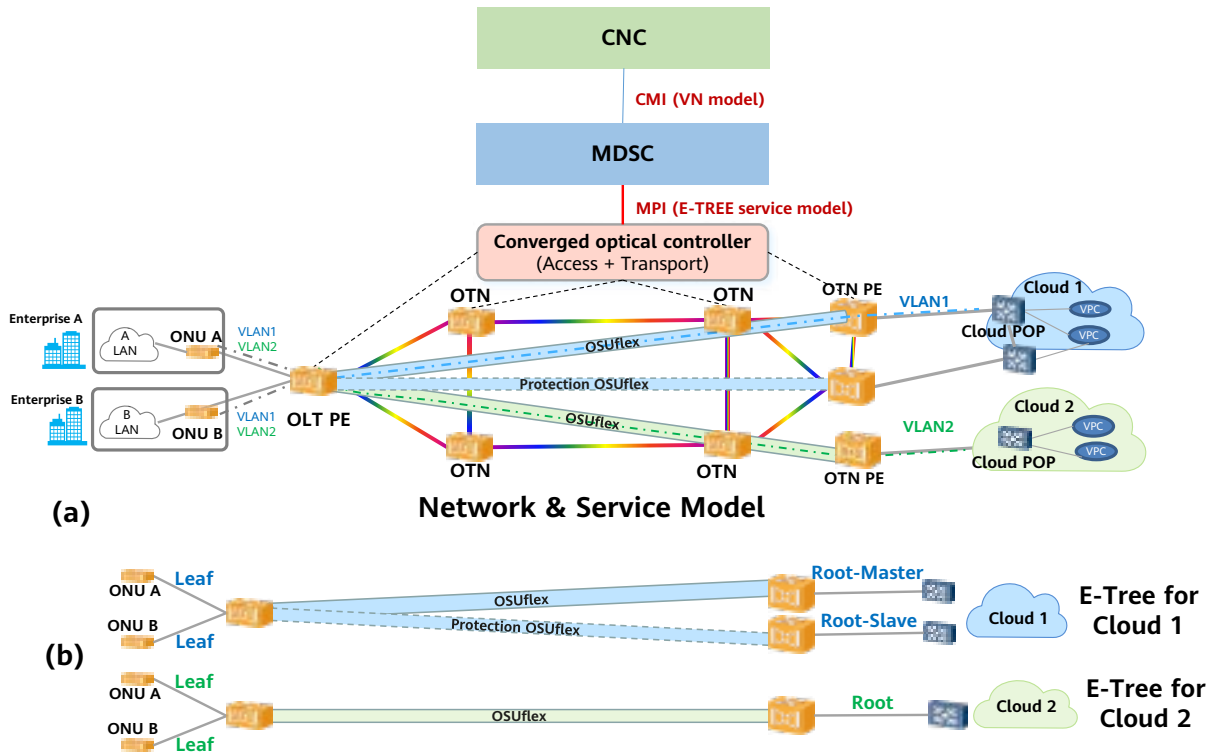 CNC
CMI (VN model)
MDSC
MPI (E-TREE service model)
Converged optical controller
(Access + Transport)
OTN
OTN
OTN PE
VLAN1
Cloud 1
VPC
VPC
Cloud POP
Enterprise A
A
LAN
ONU A
VLAN1
VLAN2
OSUflex
Protection OSUflex
OLT PE
Enterprise B
B
LAN
ONU B
VLAN1
VLAN2
OSUflex
OTN
OTN
OTN PE
VLAN2
Cloud 2
VPC
VPC
Cloud POP
(a)
Network & Service Model
ONU A
Leaf
ONU B
Leaf
OSUflex
Protection OSUflex
Root-Master
Root-Slave
Cloud 1
E-Tree for
Cloud 1
(b)
ONU A
Leaf
ONU B
Leaf
OSUflex
Root
Cloud 2
E-Tree for
Cloud 2